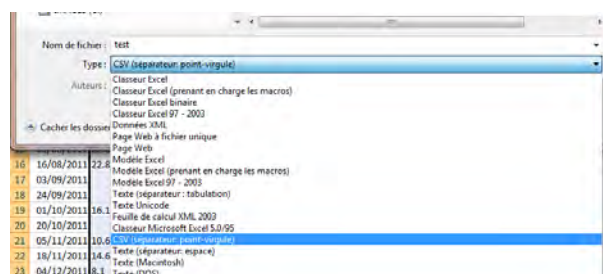 Nom de fichier : test
Type : CSV (séparateur: point-virgule)
Auteurs :
Classeur Excel
Classeur Excel (prenant en charge les macros)
Classeur Excel binaire
Classeur Excel 97 - 2003
Cacher les dossie
Données XML
Page Web à fichier unique
Page Web
Modèle Excel
16 16/08/2011 22.8
Modèle Excel (prenant en charge les macros)
17 03/09/2011
Modèle Excel 97 - 2003
18 24/09/2011
Texte (séparateur : tabulation)
Texte Unicode
19 01/10/2011 16.1
Feuille de calcul XML 2003
20 20/10/2011
Classeur Microsoft Excel 5.0/95
21 05/11/2011 10.6
CSV (séparateur: point-virgule)
22 18/11/2011 14.6
Texte (séparateur: espace)
Texte (Macintosh)
23 04/12/2011 8.1
Texte (DOS)